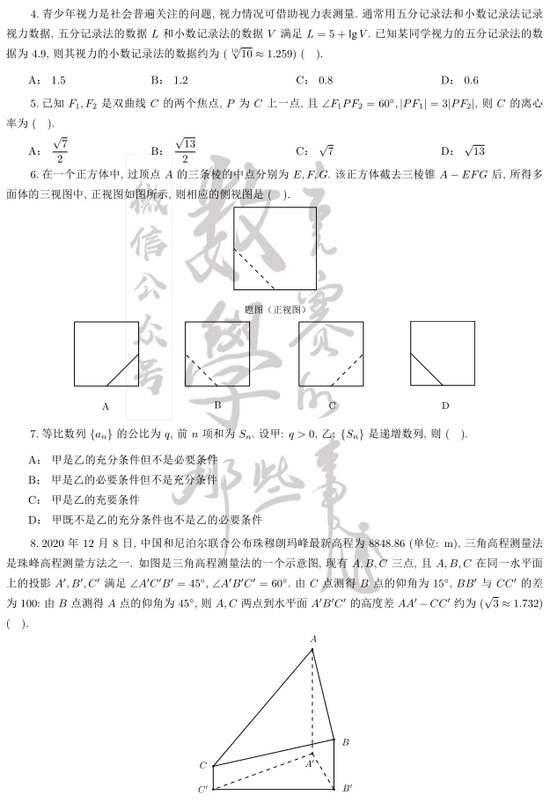 4. 青少年视力是社会普遍关注的问题, 视力情况可借助视力表测量. 通常用五分记录法和小数记录法记录
视力数据, 五分记录法的数据 L 和小数记录法的数据 V 满足 L = 5 + lg V. 已知某同学视力的五分记录法的数
据为 4.9, 则其视力的小数记录法的数据约为 ( \sqrt[10]{10} ≈ 1.259) ( ).
A: 1.5 B: 1.2 C: 0.8 D: 0.6
5. 已知 F₁, F₂ 是双曲线 C 的两个焦点, P 为 C 上一点, 且 ∠F₁PF₂ = 60°, |PF₁| = 3|PF₂|, 则 C 的离心
率为 ( ).
A: √7/2 B: √13/2 C: √7 D: √13
6. 在一个正方体中, 过顶点 A 的三条棱的中点分别为 E, F, G. 该正方体截去三棱锥 A − EFG 后, 所得多
面体的三视图中, 正视图如图所示, 则相应的侧视图是 ( ).
题图（正视图）
A B C D
7. 等比数列 {aₙ} 的公比为 q, 前 n 项和为 Sₙ. 设甲: q > 0, 乙: {Sₙ} 是递增数列, 则 ( ).
A: 甲是乙的充分条件但不是必要条件
B: 甲是乙的必要条件但不是充分条件
C: 甲是乙的充要条件
D: 甲既不是乙的充分条件也不是乙的必要条件
8. 2020 年 12 月 8 日, 中国和尼泊尔联合公布珠穆朗玛峰最新高程为 8848.86 (单位: m), 三角高程测量法
是珠峰高程测量方法之一. 如图是三角高程测量法的一个示意图, 现有 A, B, C 三点, 且 A, B, C 在同一水平面
上的投影 A′, B′, C′ 满足 ∠A′C′B′ = 45°, ∠A′B′C′ = 60°. 由 C 点测得 B 点的仰角为 15°, BB′ 与 CC′ 的差
为 100: 由 B 点测得 A 点的仰角为 45°, 则 A, C 两点到水平面 A′B′C′ 的高度差 AA′ − CC′ 约为 (√3 ≈ 1.732)
( ).
A
B
C
A′
C′ B′
微信公众号
数学竞赛的那些事